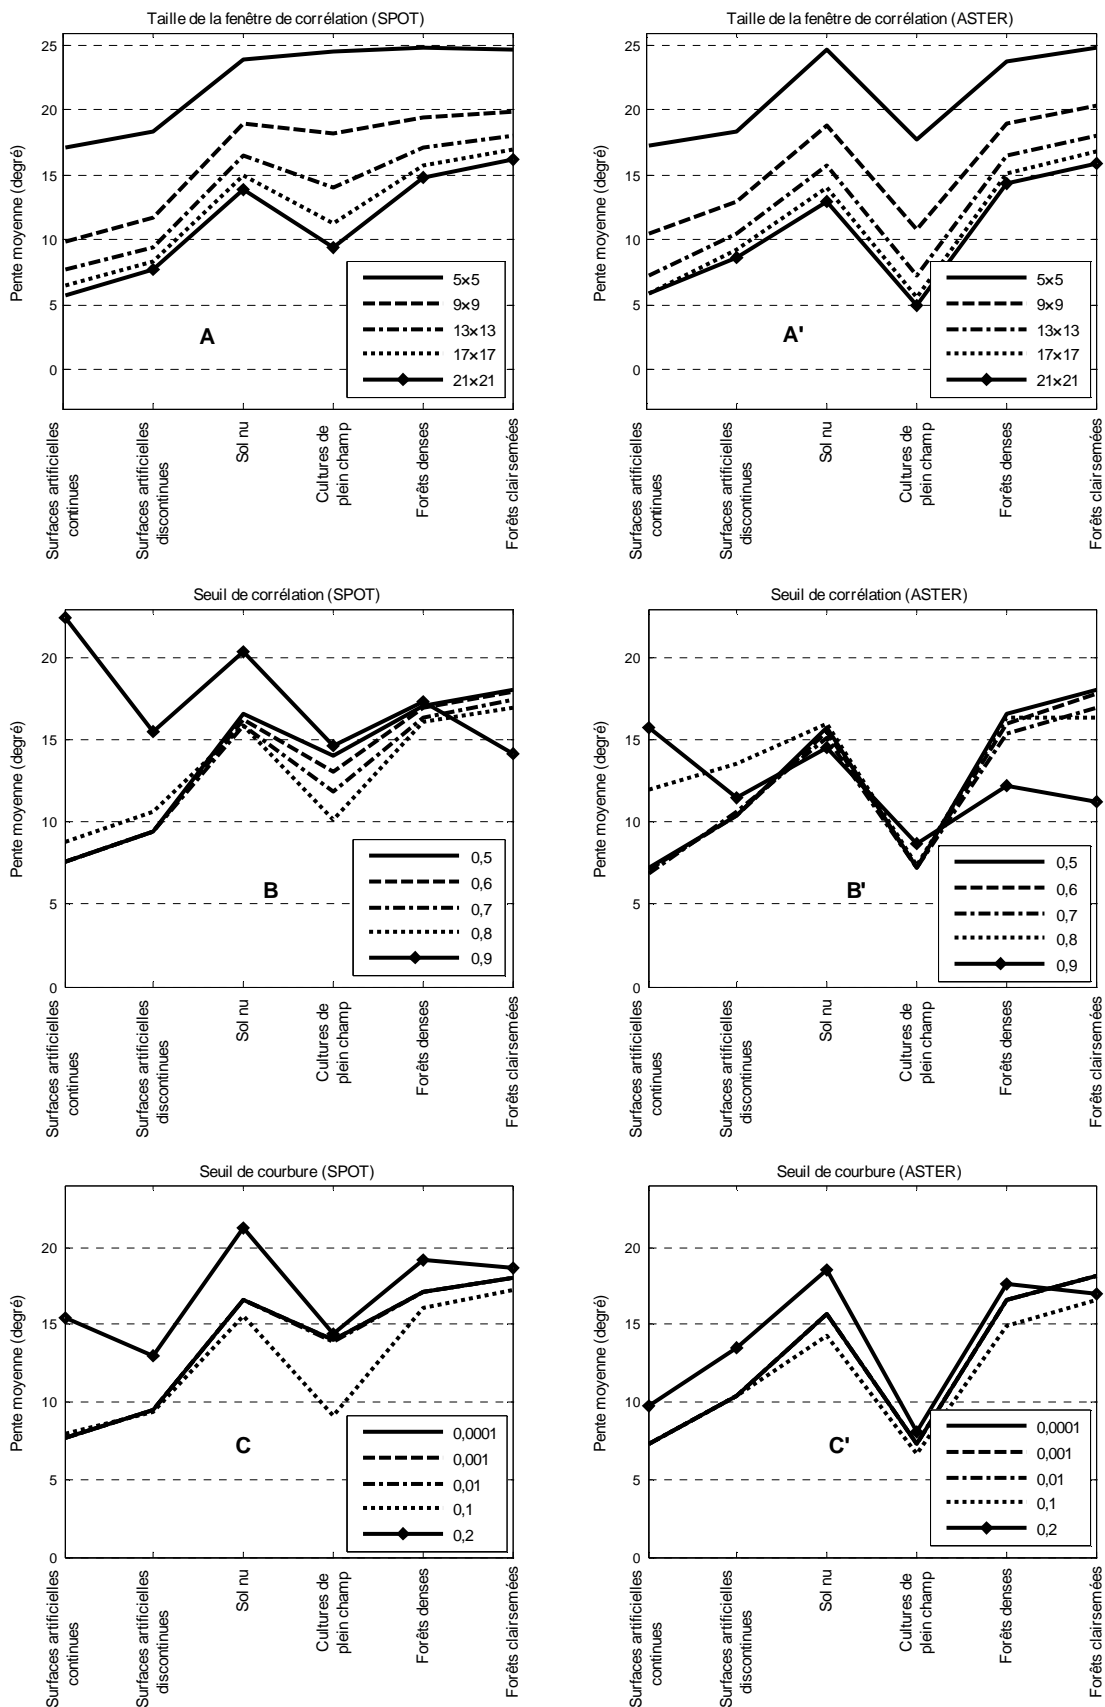 Taille de la fenêtre de corrélation (SPOT)
Pente moyenne (degré)
25
20
15
10
5
0
A
5×5
9×9
13×13
17×17
21×21
Surfaces artificielles
continues
Surfaces artificielles
discontinues
Sol nu
Cultures de
plein champ
Forêts denses
Forêts clairsemées
Taille de la fenêtre de corrélation (ASTER)
Pente moyenne (degré)
25
20
15
10
5
0
A'
5×5
9×9
13×13
17×17
21×21
Surfaces artificielles
continues
Surfaces artificielles
discontinues
Sol nu
Cultures de
plein champ
Forêts denses
Forêts clairsemées
Seuil de corrélation (SPOT)
Pente moyenne (degré)
20
15
10
5
0
B
0,5
0,6
0,7
0,8
0,9
Surfaces artificielles
continues
Surfaces artificielles
discontinues
Sol nu
Cultures de
plein champ
Forêts denses
Forêts clairsemées
Seuil de corrélation (ASTER)
Pente moyenne (degré)
20
15
10
5
0
B'
0,5
0,6
0,7
0,8
0,9
Surfaces artificielles
continues
Surfaces artificielles
discontinues
Sol nu
Cultures de
plein champ
Forêts denses
Forêts clairsemées
Seuil de courbure (SPOT)
Pente moyenne (degré)
20
15
10
5
0
C
0,0001
0,001
0,01
0,1
0,2
Surfaces artificielles
continues
Surfaces artificielles
discontinues
Sol nu
Cultures de
plein champ
Forêts denses
Forêts clairsemées
Seuil de courbure (ASTER)
Pente moyenne (degré)
20
15
10
5
0
C'
0,0001
0,001
0,01
0,1
0,2
Surfaces artificielles
continues
Surfaces artificielles
discontinues
Sol nu
Cultures de
plein champ
Forêts denses
Forêts clairsemées